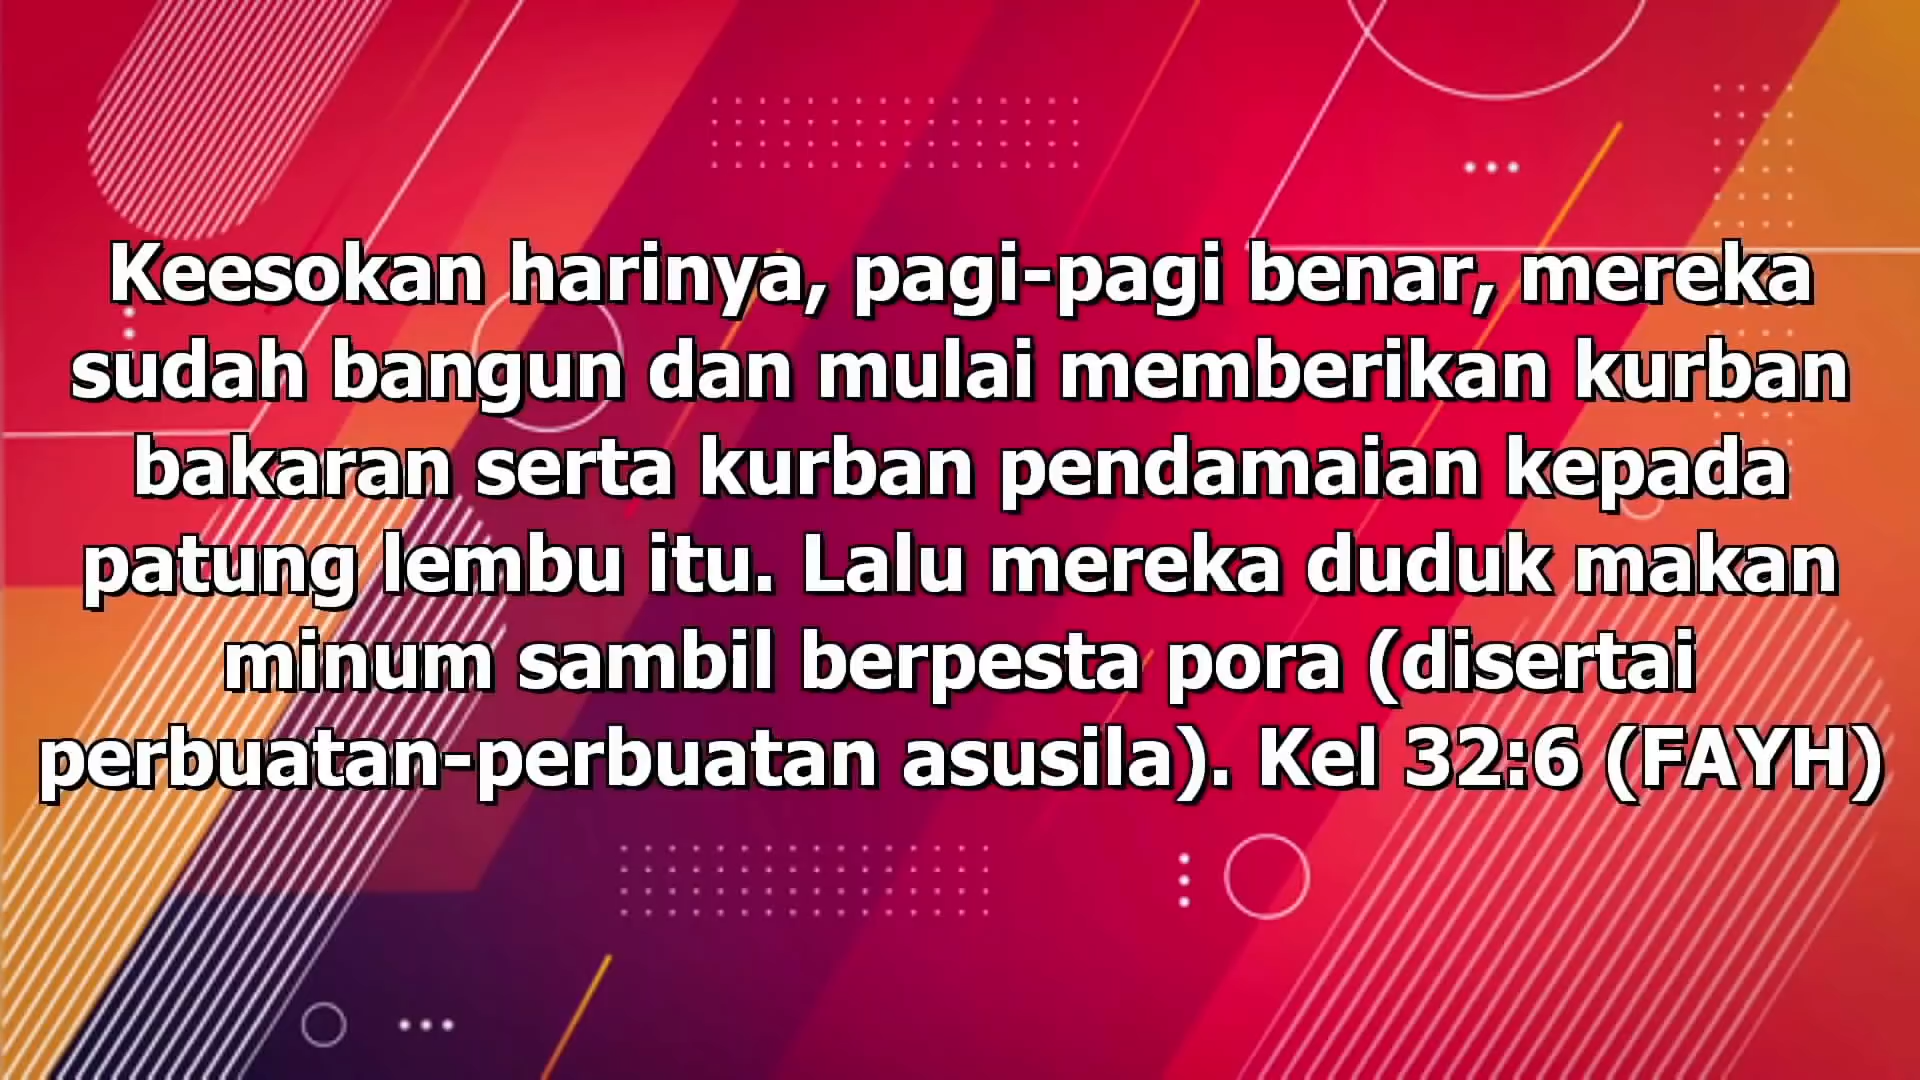 Keesokan harinya, pagi-pagi benar, mereka
sudah bangun dan mulai memberikan kurban
bakaran serta kurban pendamaian kepada
patung lembu itu. Lalu mereka duduk makan
minum sambil berpesta pora (disertai
perbuatan-perbuatan asusila). Kel 32:6 (FAYH)